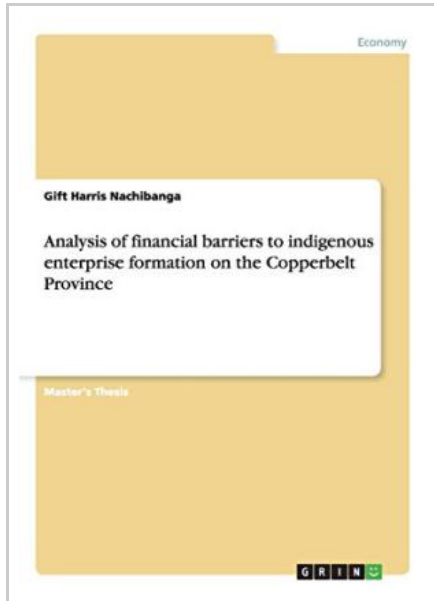 Economy
Gift Harris Nachibanga
Analysis of financial barriers to indigenous
enterprise formation on the Copperbelt
Province
Master's Thesis
GRIN